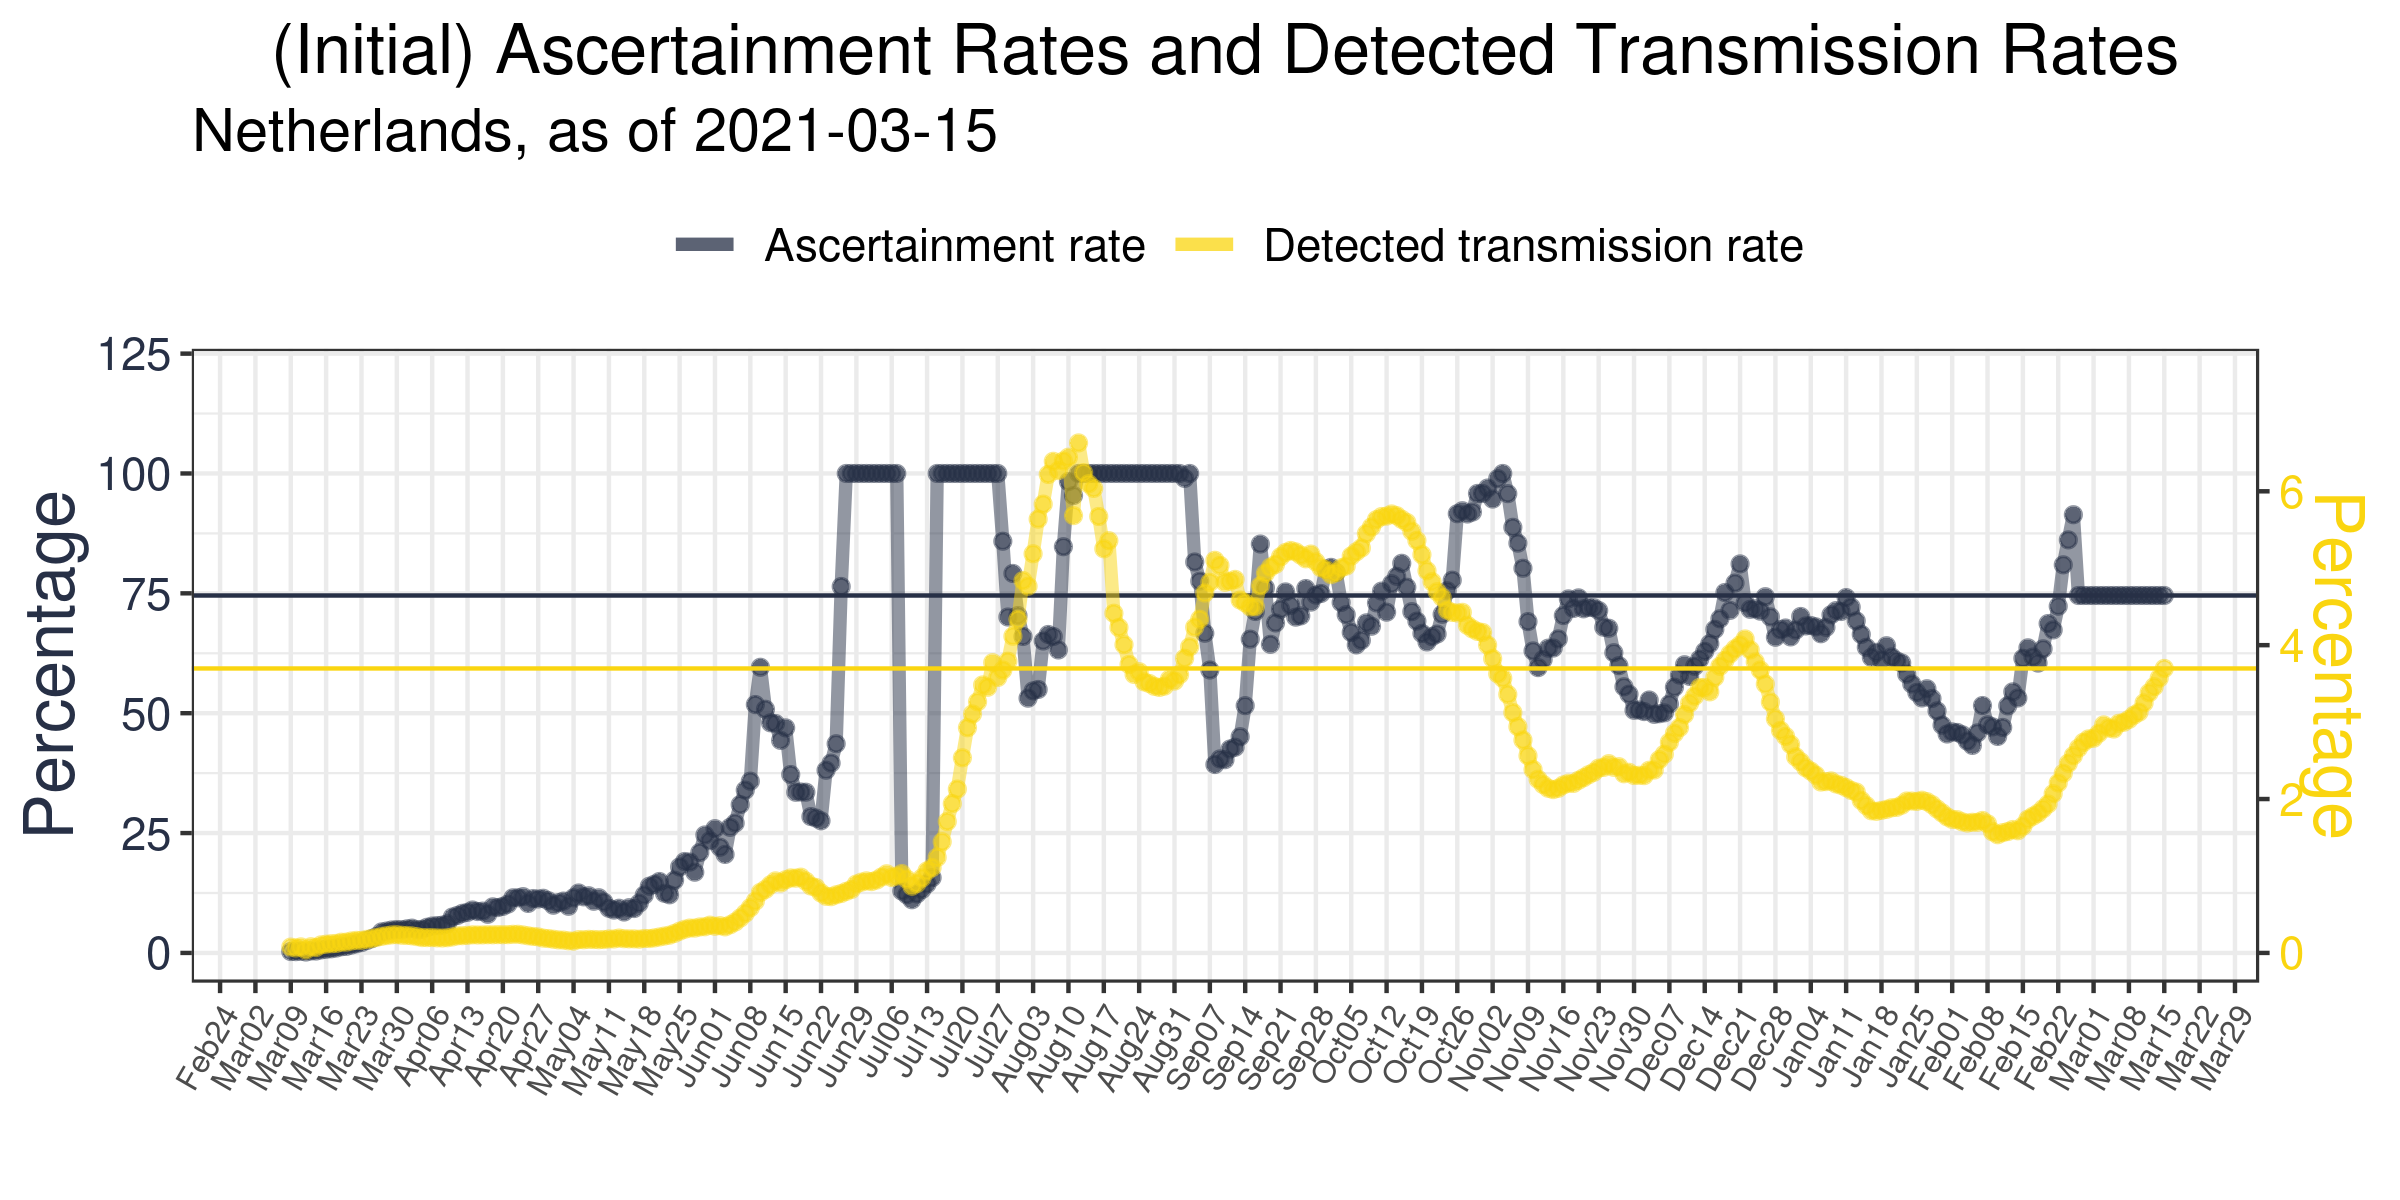 (Initial) Ascertainment Rates and Detected Transmission Rates
Netherlands, as of 2021-03-15
Ascertainment rate
Detected transmission rate
Percentage
125
100
75
50
25
0
6
4
2
0
Percentage
Feb24
Mar02
Mar09
Mar16
Mar23
Mar30
Apr06
Apr13
Apr20
Apr27
May04
May11
May18
May25
Jun01
Jun08
Jun15
Jun22
Jun29
Jul06
Jul13
Jul20
Jul27
Aug03
Aug10
Aug17
Aug24
Aug31
Sep07
Sep14
Sep21
Sep28
Oct05
Oct12
Oct19
Oct26
Nov02
Nov09
Nov16
Nov23
Nov30
Dec07
Dec14
Dec21
Dec28
Jan04
Jan11
Jan18
Jan25
Feb01
Feb08
Feb15
Feb22
Mar01
Mar08
Mar15
Mar22
Mar29